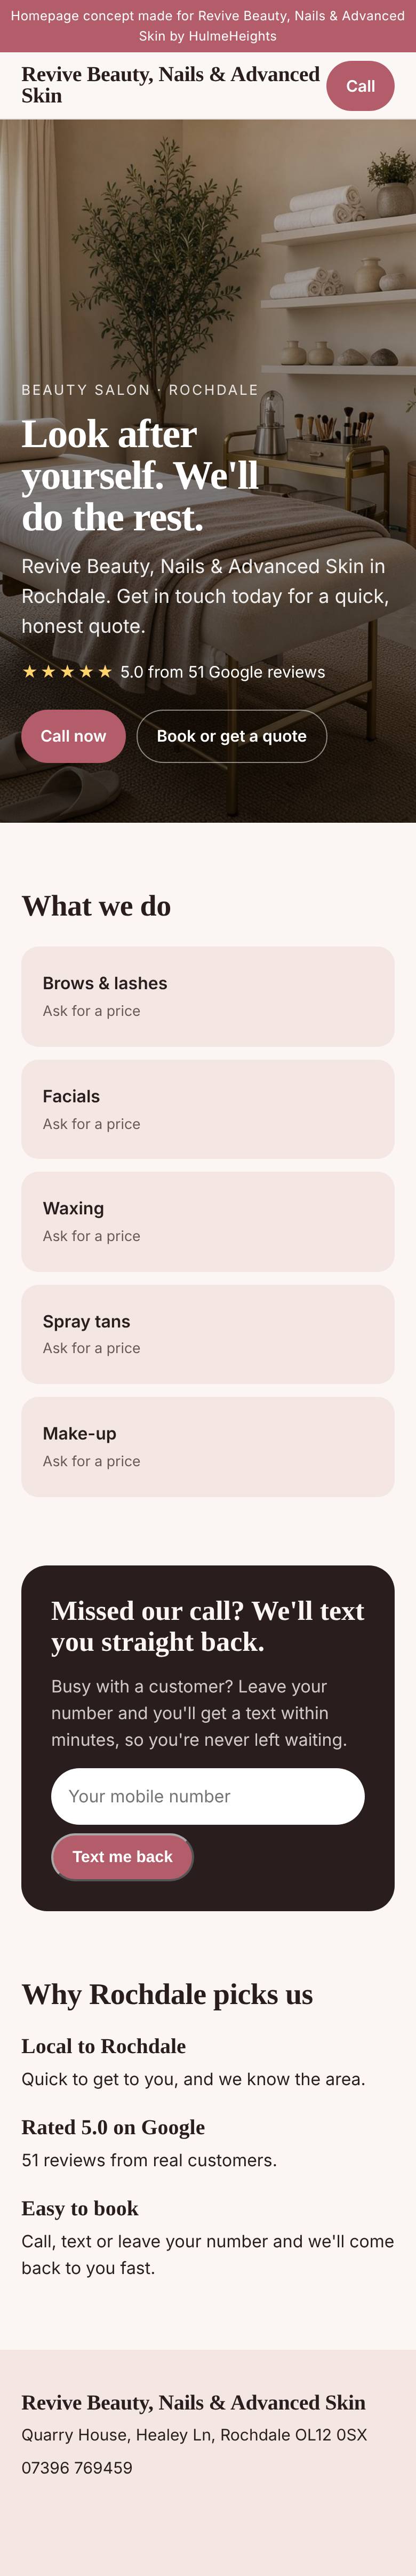 Homepage concept made for Revive Beauty, Nails & Advanced
Skin by HulmeHeights
Revive Beauty, Nails & Advanced
Skin
Call
BEAUTY SALON · ROCHDALE
Look after
yourself. We'll
do the rest.
Revive Beauty, Nails & Advanced Skin in
Rochdale. Get in touch today for a quick,
honest quote.
★★★★★ 5.0 from 51 Google reviews
Call now
Book or get a quote
What we do
Brows & lashes
Ask for a price
Facials
Ask for a price
Waxing
Ask for a price
Spray tans
Ask for a price
Make-up
Ask for a price
Missed our call? We'll text
you straight back.
Busy with a customer? Leave your
number and you'll get a text within
minutes, so you're never left waiting.
Your mobile number
Text me back
Why Rochdale picks us
Local to Rochdale
Quick to get to you, and we know the area.
Rated 5.0 on Google
51 reviews from real customers.
Easy to book
Call, text or leave your number and we'll come
back to you fast.
Revive Beauty, Nails & Advanced Skin
Quarry House, Healey Ln, Rochdale OL12 0SX
07396 769459